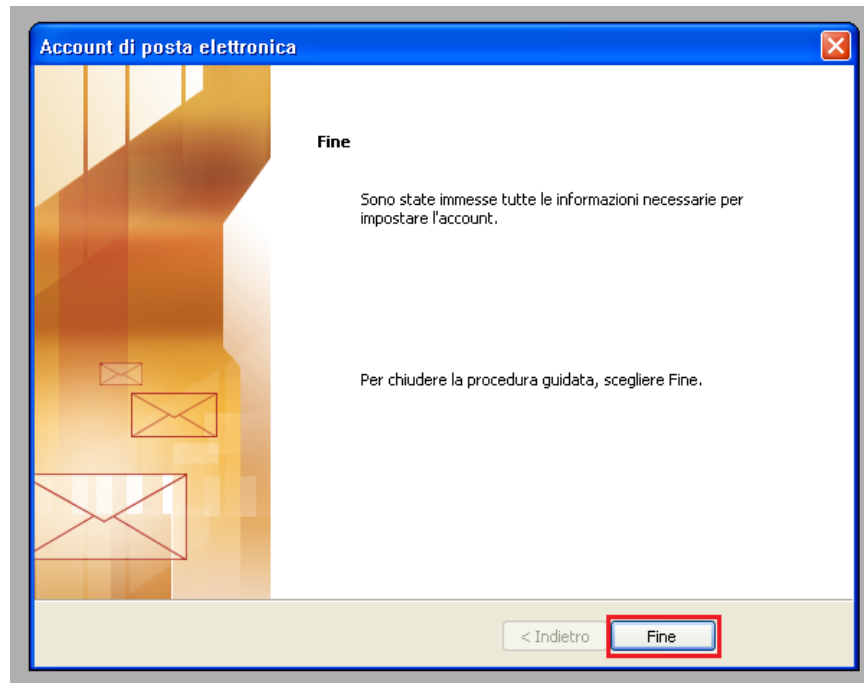 Account di posta elettronica
Fine
Sono state immesse tutte le informazioni necessarie per
impostare l'account.
Per chiudere la procedura guidata, scegliere Fine.
< Indietro
Fine